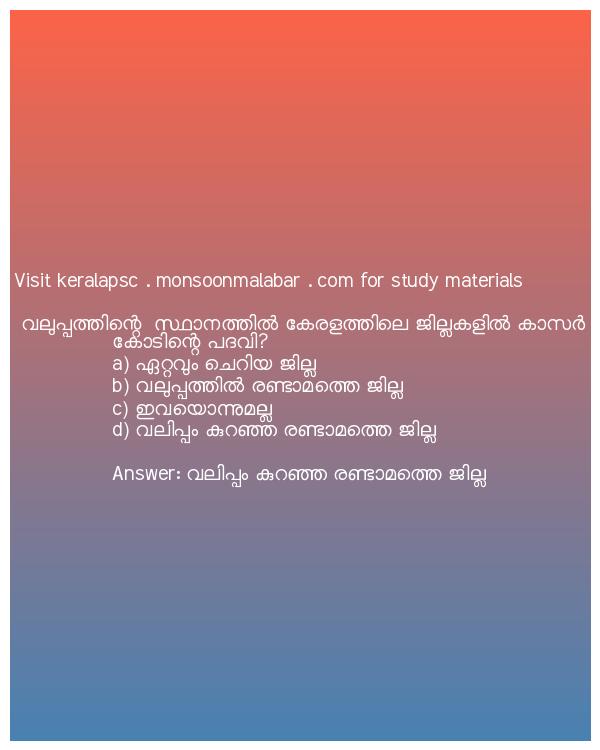 Visit keralapsc . monsoonmalabar . com for study materials
വലുപ്പത്തിന്റെ സ്ഥാനത്തിൽ കേരളത്തിലെ ജില്ലകളിൽ കാസർ
കോടിന്റെ പദവി?
a) ഏറ്റവും ചെറിയ ജില്ല
b) വലുപ്പത്തിൽ രണ്ടാമത്തെ ജില്ല
c) ഇവയൊന്നുമല്ല
d) വലിപ്പം കുറഞ്ഞ രണ്ടാമത്തെ ജില്ല
Answer: വലിപ്പം കുറഞ്ഞ രണ്ടാമത്തെ ജില്ല